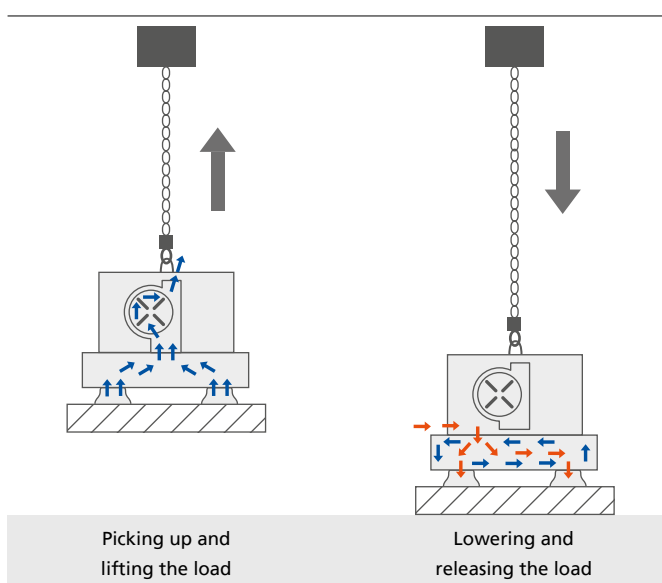 Picking up and
lifting the load
Lowering and
releasing the load